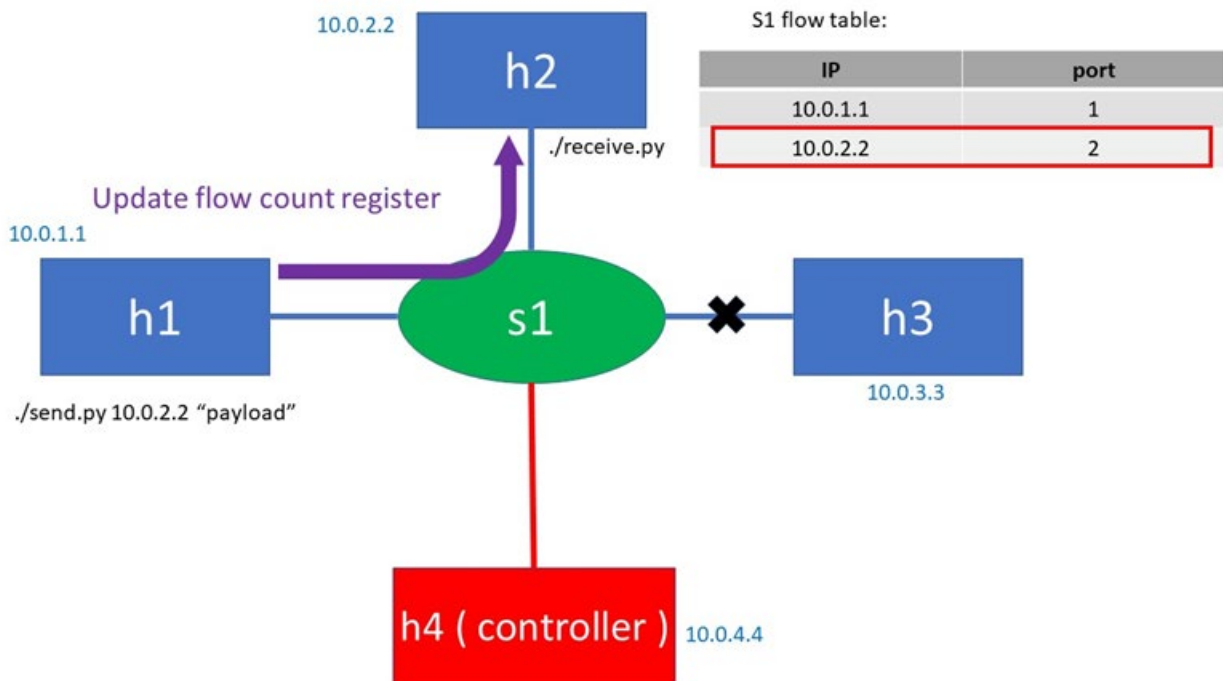 10.0.2.2
h2
./receive.py
S1 flow table:
IP port
10.0.1.1 1
10.0.2.2 2
Update flow count register
10.0.1.1
h1
s1
h3
./send.py 10.0.2.2 “payload”
10.0.3.3
h4 ( controller )
10.0.4.4